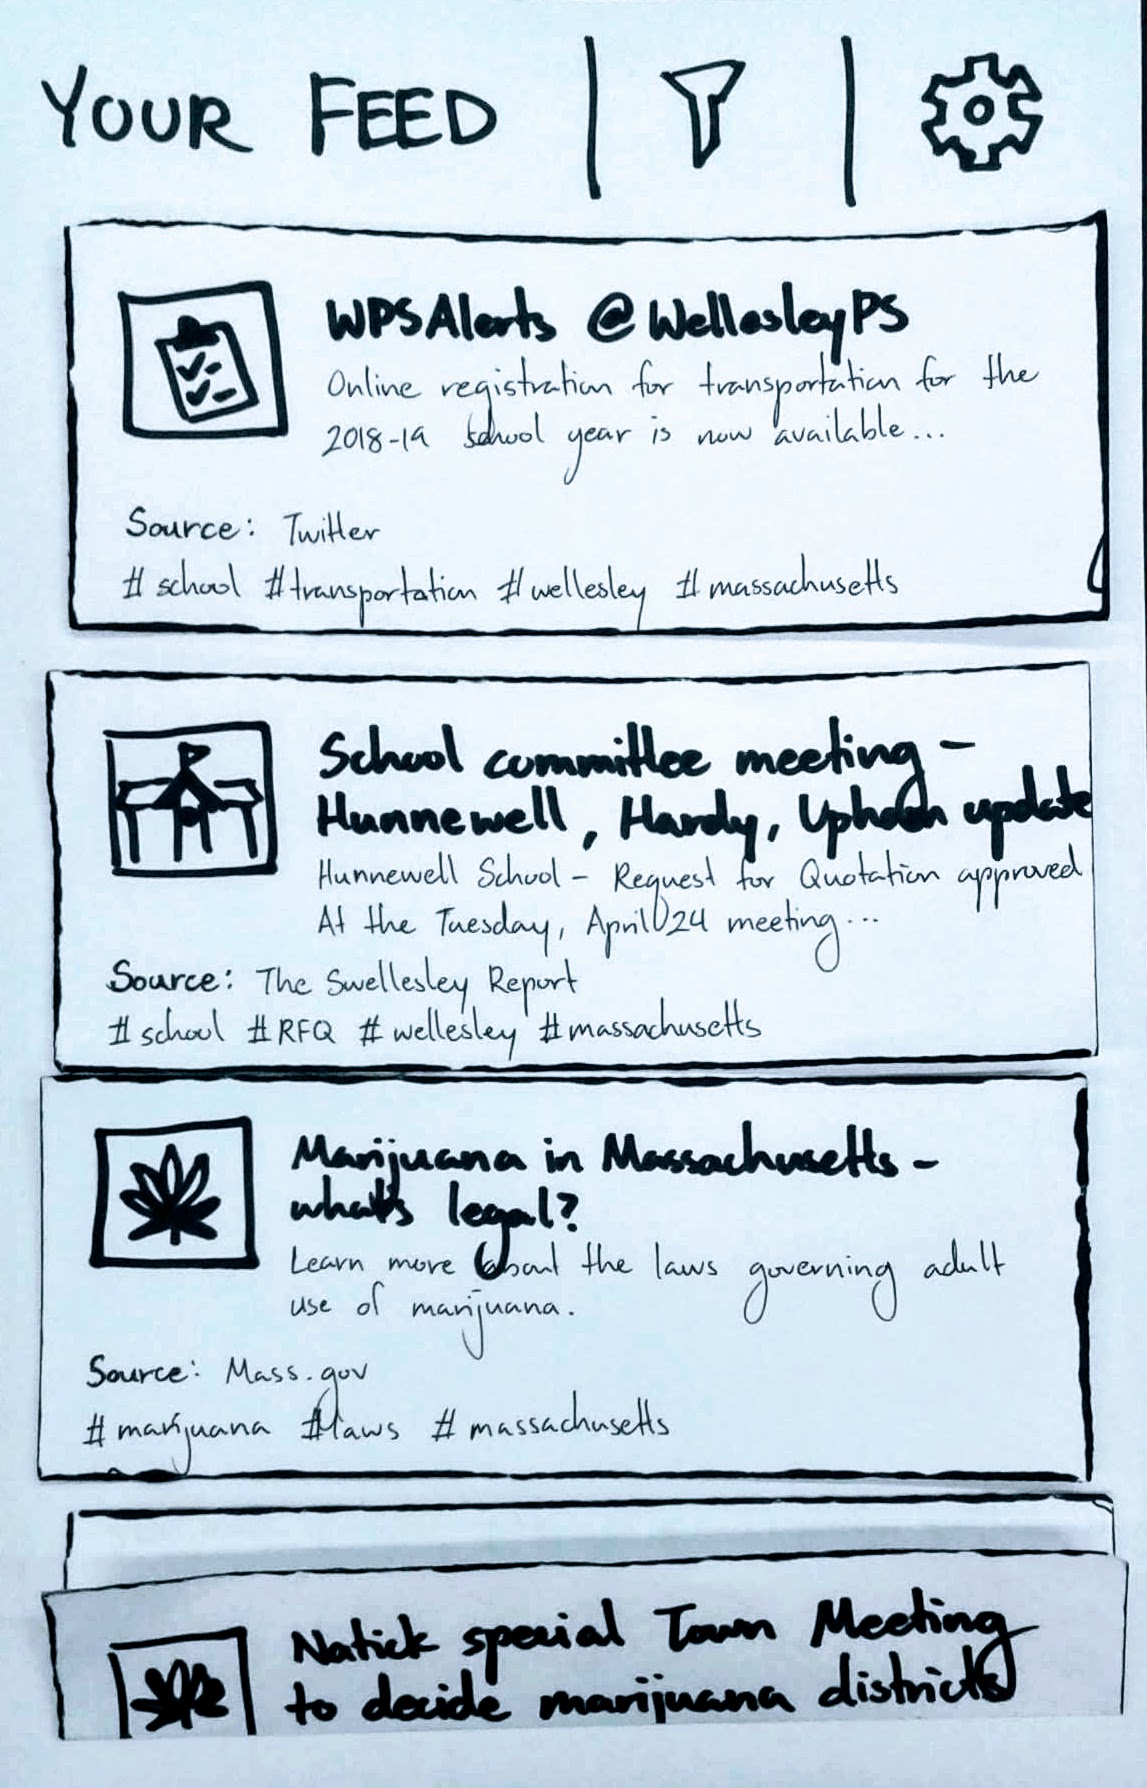 YOUR FEED
WPSAlerts @WellesleyPS
Online registration for transportation for the
2018-19 school year is now available...
Source: Twitter
#school #transportation #wellesley #massachusetts
School committee meeting -
Hunnewell, Hardy, Upham update
Hunnewell School - Request for Quotation approved
At the Tuesday, April 24 meeting...
Source: The Swellesley Report
#school #RFQ #wellesley #massachusetts
Marijuana in Massachusetts -
what's legal?
Learn more about the laws governing adult
use of marijuana.
Source: Mass.gov
#marijuana #laws #massachusetts
Natick special Town Meeting
to decide marijuana districts